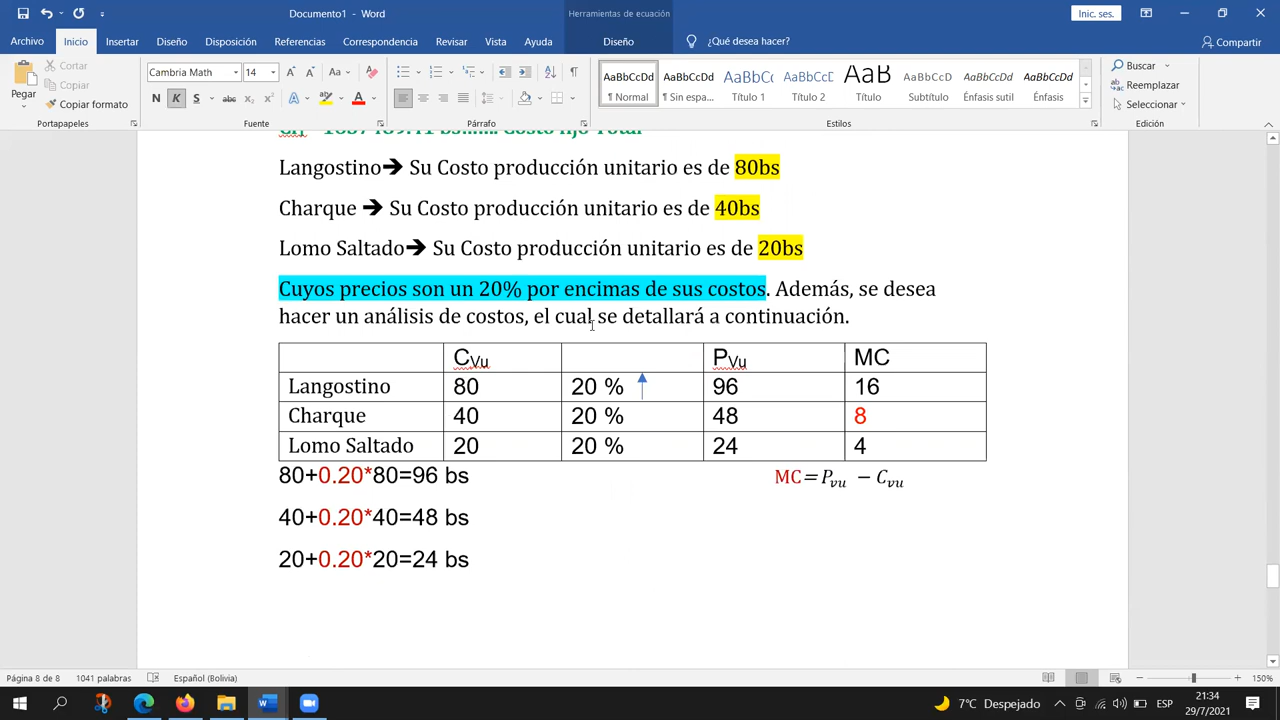 Documento1 - Word
Herramientas de ecuación
Inic. ses.
Archivo Inicio Insertar Diseño Disposición Referencias Correspondencia Revisar Vista Ayuda Diseño ¿Qué desea hacer? Compartir
Pegar
Cortar
Copiar
Copiar formato
Portapapeles
Cambria Math 14
N K S abc x₂ x²
Fuente
Párrafo
AaBbCcDd AaBbCcDd AaBbCc AaBbCcD AaB AaBbCcD AaBbCcDd AaBbCcDd
¶ Normal ¶ Sin espa... Título 1 Título 2 Título Subtítulo Énfasis sutil Énfasis
Estilos
Buscar
Reemplazar
Seleccionar
Edición
Langostino➔ Su Costo producción unitario es de 80bs
Charque ➔ Su Costo producción unitario es de 40bs
Lomo Saltado➔ Su Costo producción unitario es de 20bs
Cuyos precios son un 20% por encimas de sus costos. Además, se desea
hacer un análisis de costos, el cual se detallará a continuación.
CVu PVu MC
Langostino 80 20 % 96 16
Charque 40 20 % 48 8
Lomo Saltado 20 20 % 24 4
80+0.20*80=96 bs
MC=Pvu − Cvu
40+0.20*40=48 bs
20+0.20*20=24 bs
Página 8 de 8 1041 palabras Español (Bolivia) 150%
7°C Despejado ESP 21:34
29/7/2021